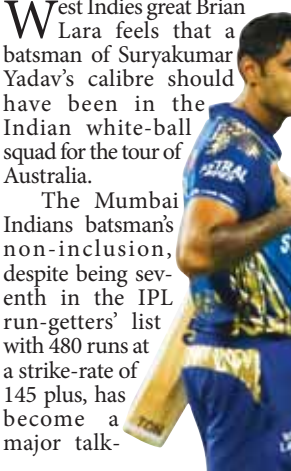 West Indies great Brian
Lara feels that a
batsman of Suryakumar
Yadav's calibre should
have been in the
Indian white-ball
squad for the tour of
Australia.
The Mumbai
Indians batsman's
non-inclusion,
despite being sev-
enth in the IPL
run-getters' list
with 480 runs at
a strike-rate of
145 plus, has
become a
major talk-
TON